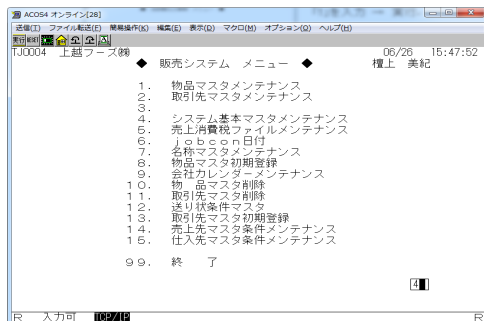 ACOS4 オンライン[28]
送信(T) ファイル転送(F) 簡易操作(K) 編集(E) 表示(D) マクロ(M) オプション(O) ヘルプ(H)
TJ0004 上越フーズ㈱ 06/26 15:47:52
◆ 販売システム メニュー ◆ 檀上 美紀
1. 物品マスタメンテナンス
2. 取引先マスタメンテナンス
3.
4. システム基本マスタメンテナンス
5. 売上消費税ファイルメンテナンス
6. jobcon日付
7. 名称マスタメンテナンス
8. 物品マスタ初期登録
9. 会社カレンダーメンテナンス
10. 物 品マスタ削除
11. 取引先マスタ削除
12. 送り状条件マスタ
13. 取引先マスタ初期登録
14. 売上先マスタ条件メンテナンス
15. 仕入先マスタ条件メンテナンス
99. 終 了
4
R 入力可 TCP/IP R